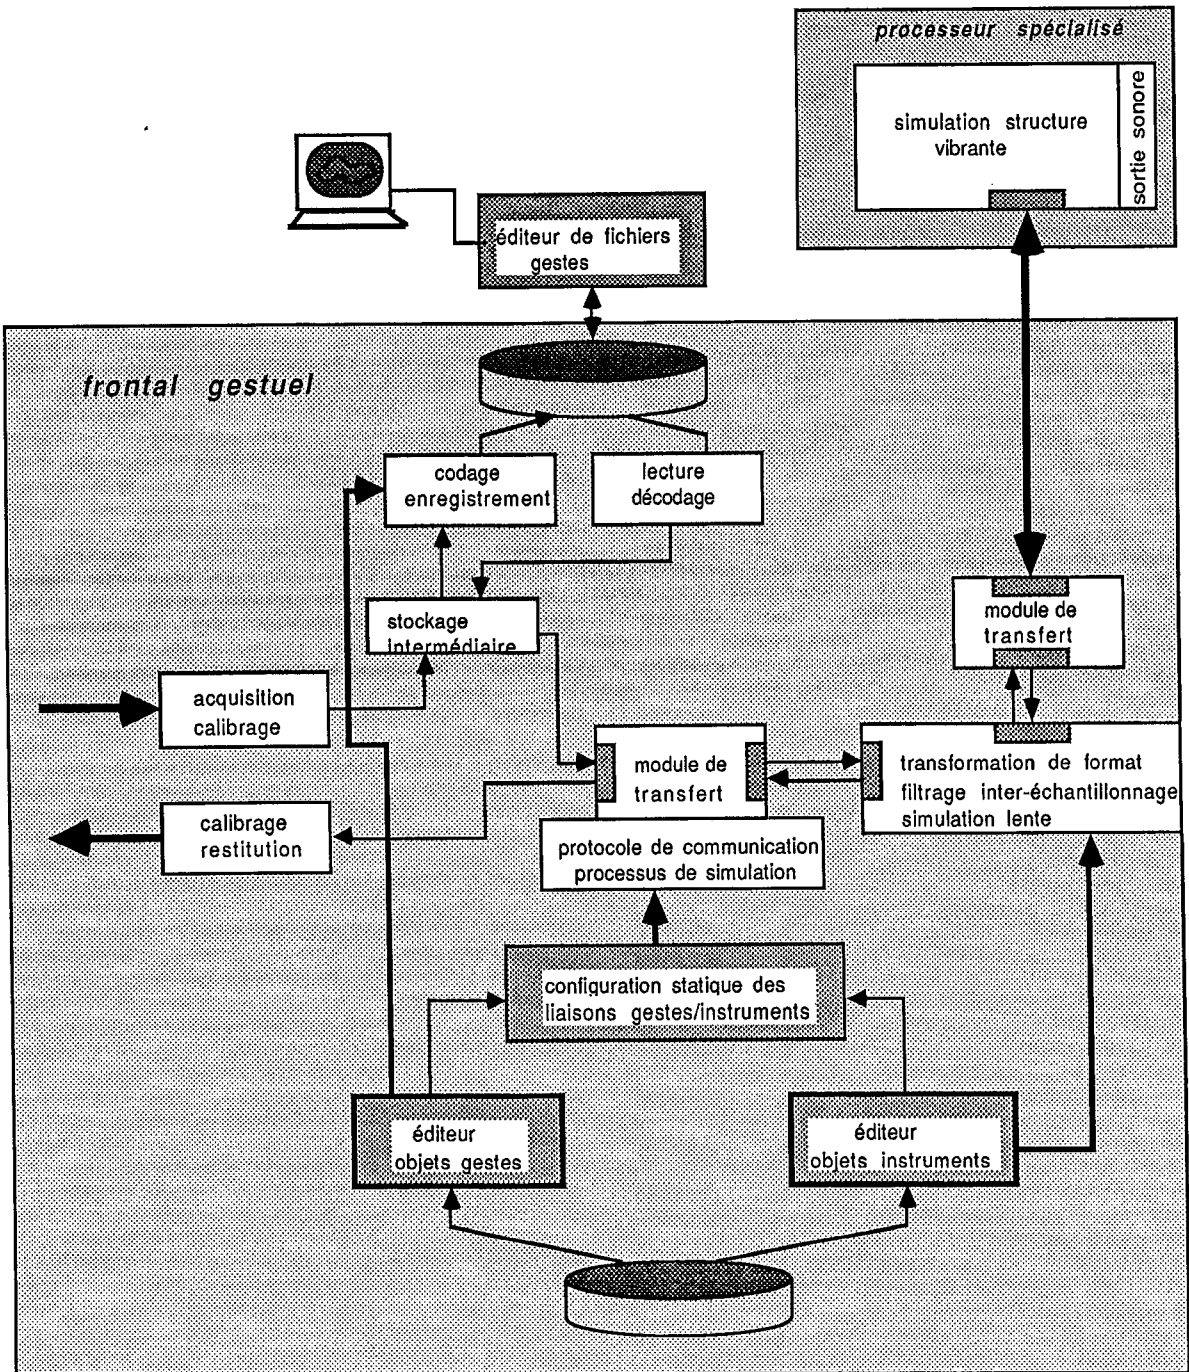 processeur spécialisé
simulation structure
vibrante
sortie sonore
éditeur de fichiers
gestes
frontal gestuel
codage
enregistrement
lecture
décodage
stockage
intermédiaire
module de
transfert
acquisition
calibrage
module de
transfert
transformation de format
filtrage inter-échantillonnage
simulation lente
calibrage
restitution
protocole de communication
processus de simulation
configuration statique des
liaisons gestes/instruments
éditeur
objets gestes
éditeur
objets instruments